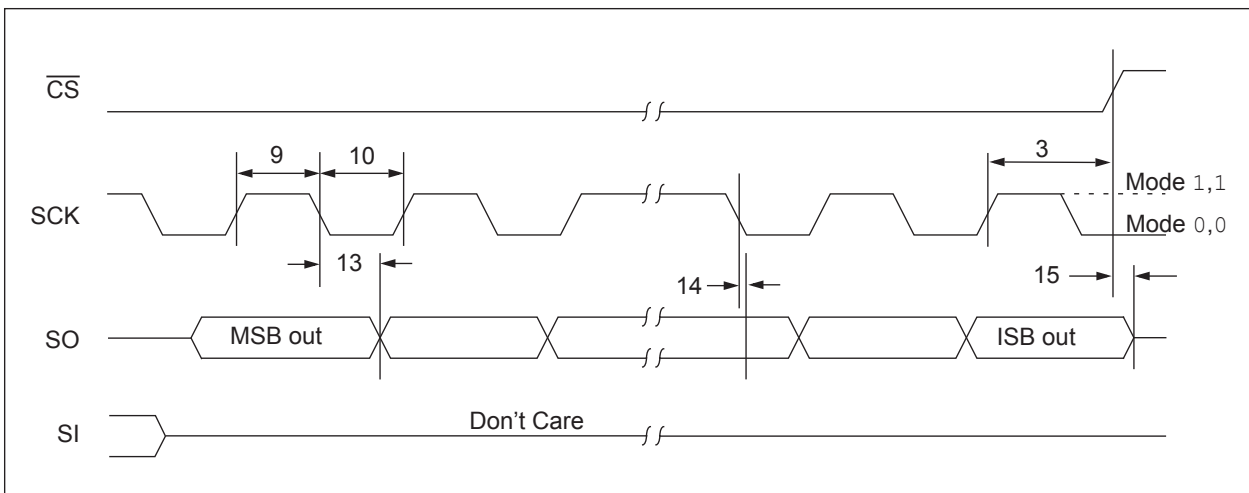 CS
9
10
3
SCK
Mode 1,1
Mode 0,0
13
14
15
SO
MSB out
ISB out
SI
Don't Care